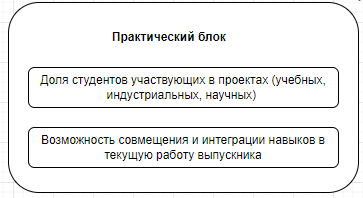 Практический блок
Доля студентов участвующих в проектах (учебных,
индустриальных, научных)
Возможность совмещения и интеграции навыков в
текущую работу выпускника